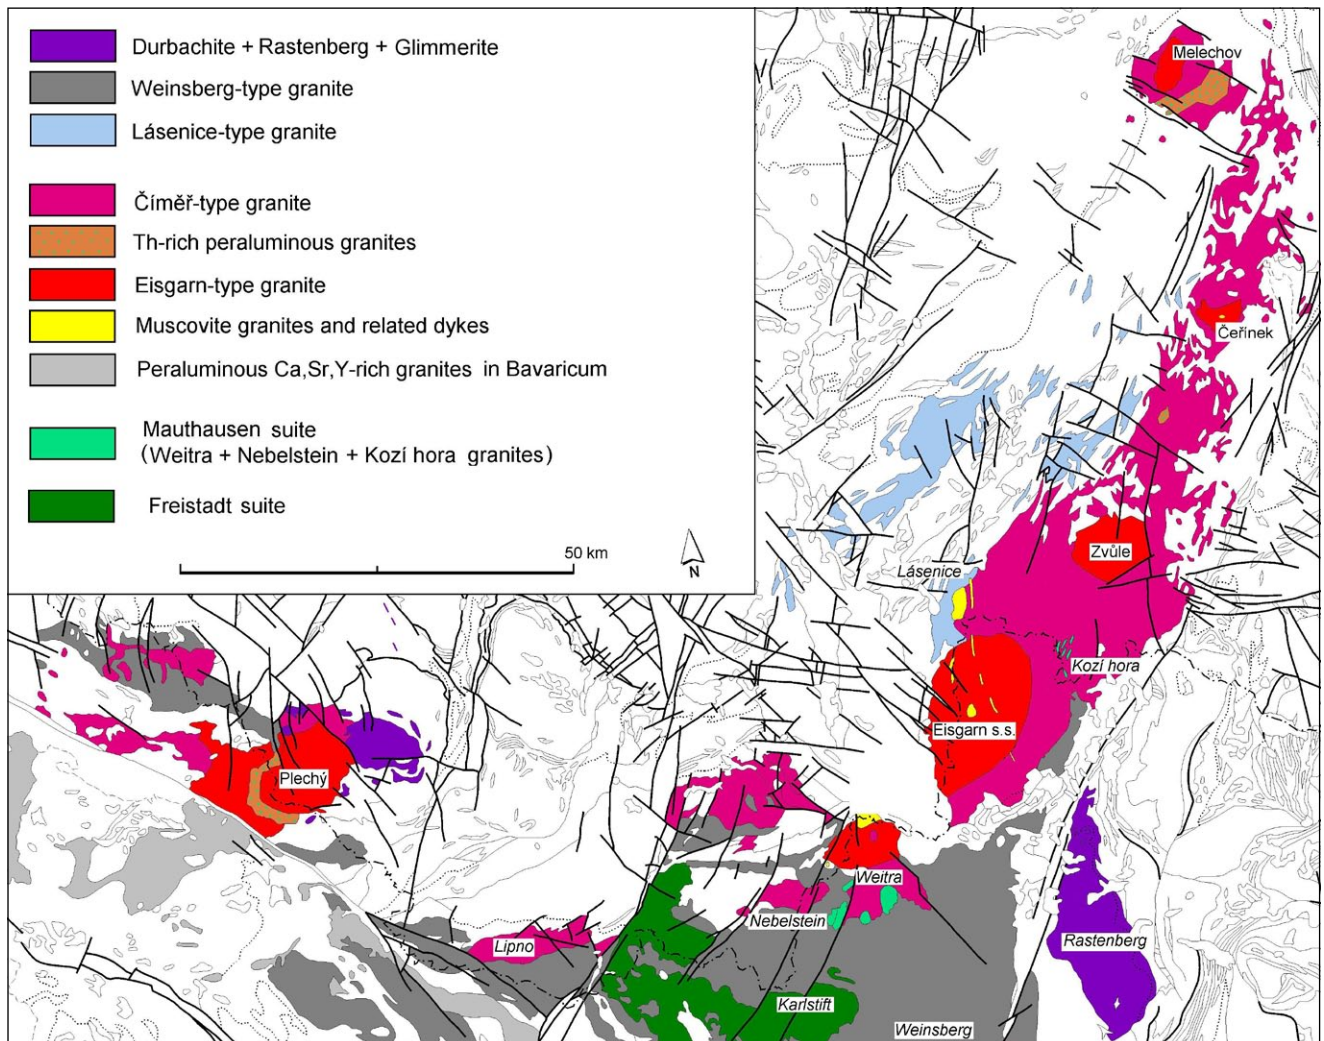 Durbachite + Rastenberg + Glimmerite
Weinsberg-type granite
Lásenice-type granite
Číměř-type granite
Th-rich peraluminous granites
Eisgarn-type granite
Muscovite granites and related dykes
Peraluminous Ca,Sr,Y-rich granites in Bavaricum
Mauthausen suite
(Weitra + Nebelstein + Kozí hora granites)
Freistadt suite
50 km
N
Melechov
Čeřínek
Zvůle
Lásenice
Kozí hora
Eisgarn s.s.
Plechý
Weitra
Nebelstein
Lipno
Rastenberg
Karlstift
Weinsberg